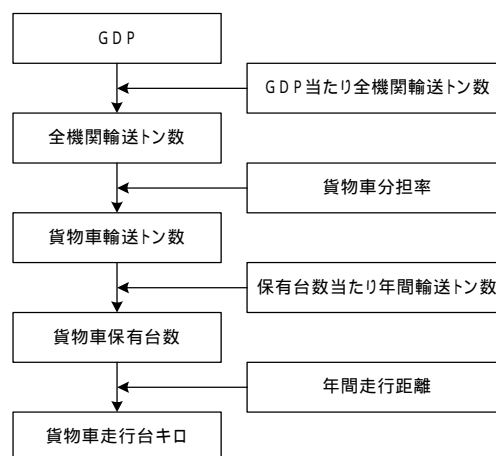 GDP
GDP当たり全機関輸送トン数
全機関輸送トン数
貨物車分担率
貨物車輸送トン数
保有台数当たり年間輸送トン数
貨物車保有台数
年間走行距離
貨物車走行台キロ